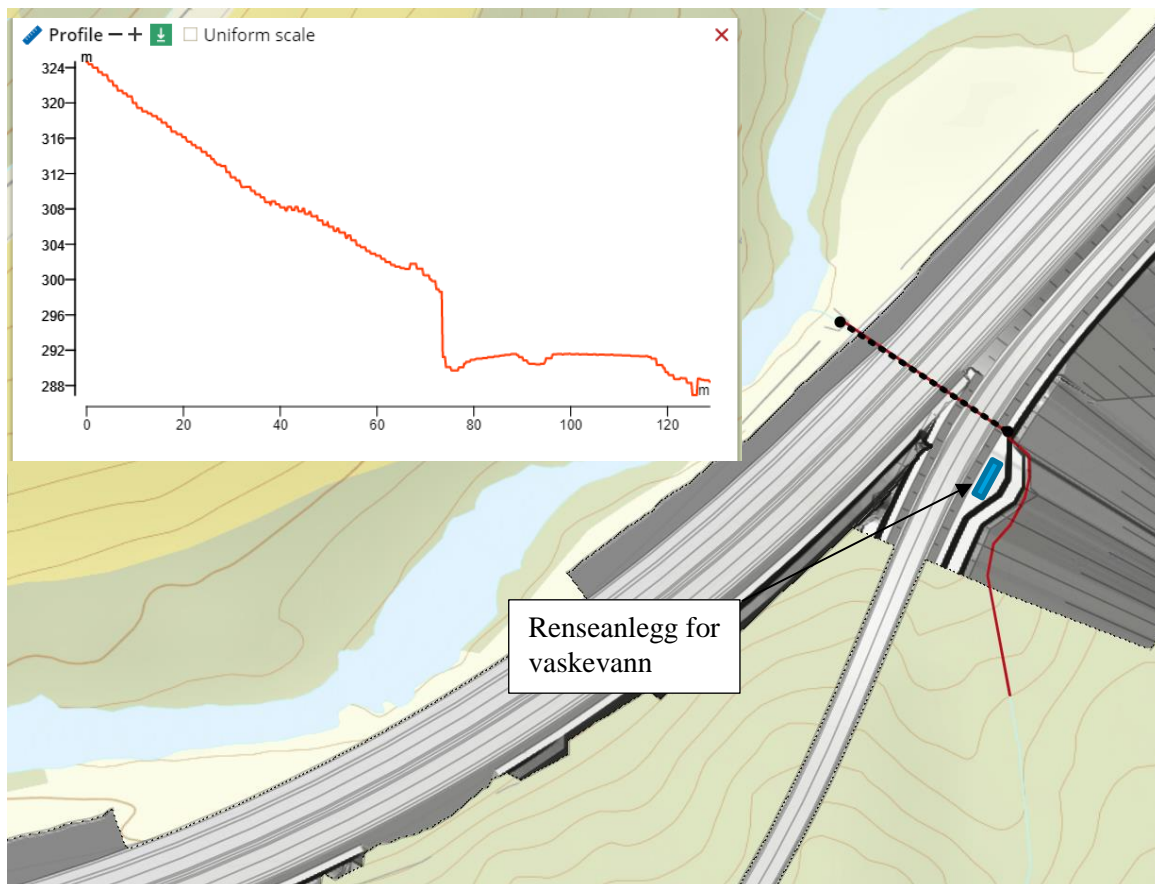 Profile − + Uniform scale ×
m
324
320
316
312
308
304
300
296
292
288
m
0 20 40 60 80 100 120
Renseanlegg for
vaskevann